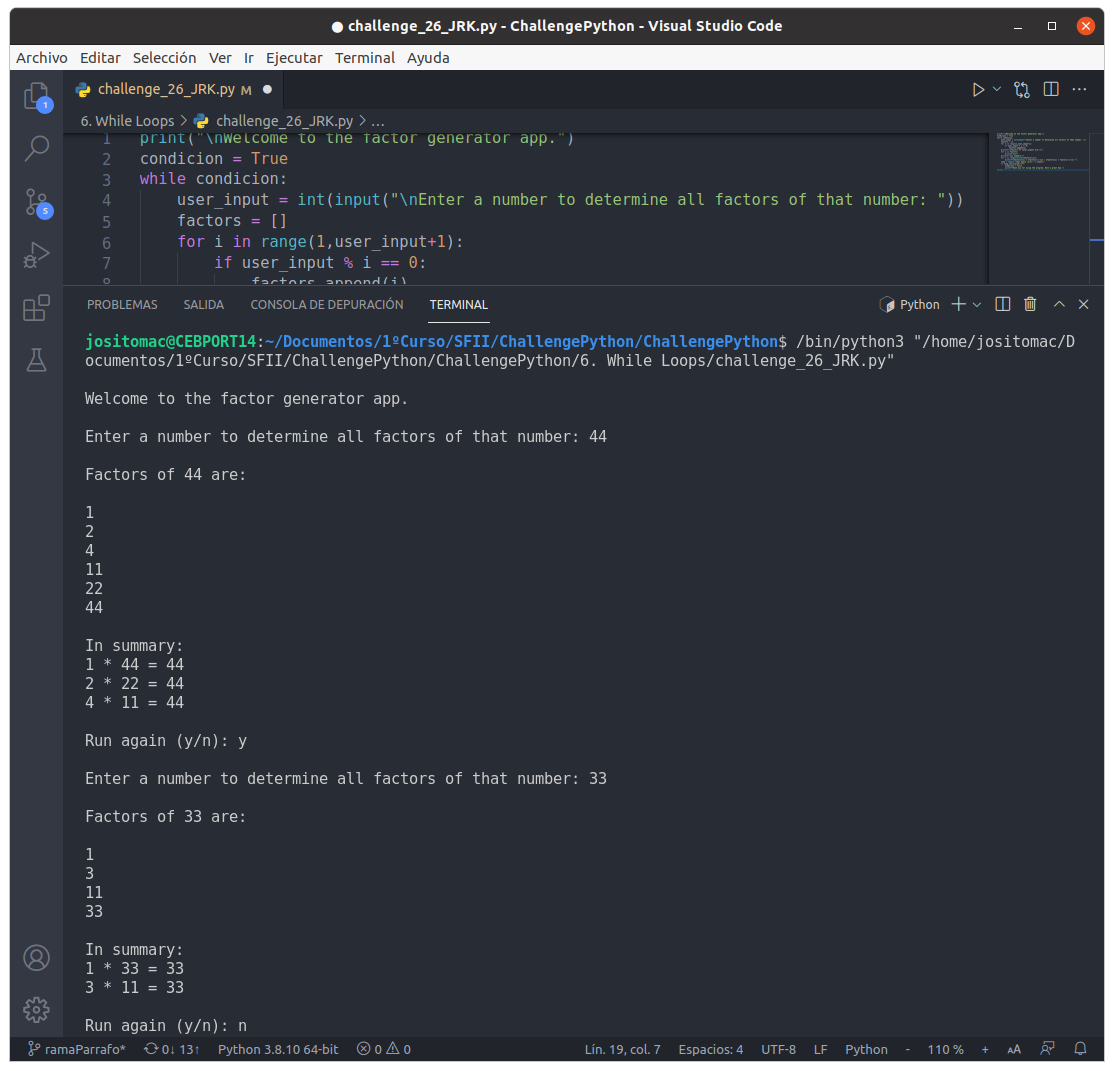 ● challenge_26_JRK.py - ChallengePython - Visual Studio Code
Archivo Editar Selección Ver Ir Ejecutar Terminal Ayuda
1
challenge_26_JRK.py M ●
6. While Loops > challenge_26_JRK.py > ...
1 print("\nWelcome to the factor generator app.")
2 condicion = True
3 while condicion:
4 user_input = int(input("\nEnter a number to determine all factors of that number: "))
5 factors = []
6 for i in range(1,user_input+1):
7 if user_input % i == 0:
8 factors.append(i)
5
PROBLEMAS SALIDA CONSOLA DE DEPURACIÓN TERMINAL Python
jositomac@CEBPORT14:~/Documentos/1ºCurso/SFII/ChallengePython/ChallengePython$ /bin/python3 "/home/jositomac/D
ocumentos/1ºCurso/SFII/ChallengePython/ChallengePython/6. While Loops/challenge_26_JRK.py"
Welcome to the factor generator app.
Enter a number to determine all factors of that number: 44
Factors of 44 are:
1
2
4
11
22
44
In summary:
1 * 44 = 44
2 * 22 = 44
4 * 11 = 44
Run again (y/n): y
Enter a number to determine all factors of that number: 33
Factors of 33 are:
1
3
11
33
In summary:
1 * 33 = 33
3 * 11 = 33
Run again (y/n): n
ramaParrafo* 0↓ 13↑ Python 3.8.10 64-bit 0 0 Lín. 19, col. 7 Espacios: 4 UTF-8 LF Python - 110 % + AA